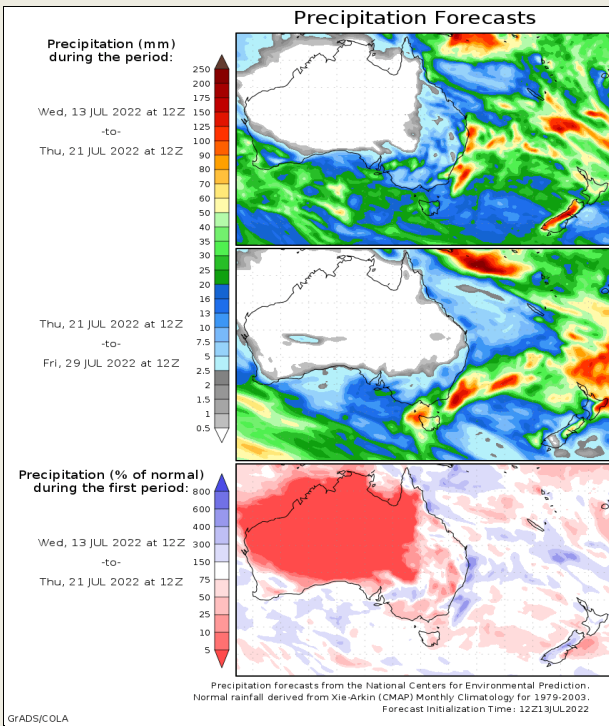 Precipitation Forecasts
Precipitation (mm)
during the period:
Wed, 13 JUL 2022 at 12Z
-to-
Thu, 21 JUL 2022 at 12Z
250
200
175
150
125
100
90
80
70
60
50
40
35
30
25
20
16
13
10
7.5
5
2.5
2
1.5
1
0.5
Thu, 21 JUL 2022 at 12Z
-to-
Fri, 29 JUL 2022 at 12Z
Precipitation (% of normal)
during the first period:
Wed, 13 JUL 2022 at 12Z
-to-
Thu, 21 JUL 2022 at 12Z
800
600
400
300
150
75
50
25
10
5
Precipitation forecasts from the National Centers for Environmental Prediction.
Normal rainfall derived from Xie-Arkin (CMAP) Monthly Climatology for 1979-2003.
Forecast Initialization Time: 12Z13JUL2022
GrADS/COLA